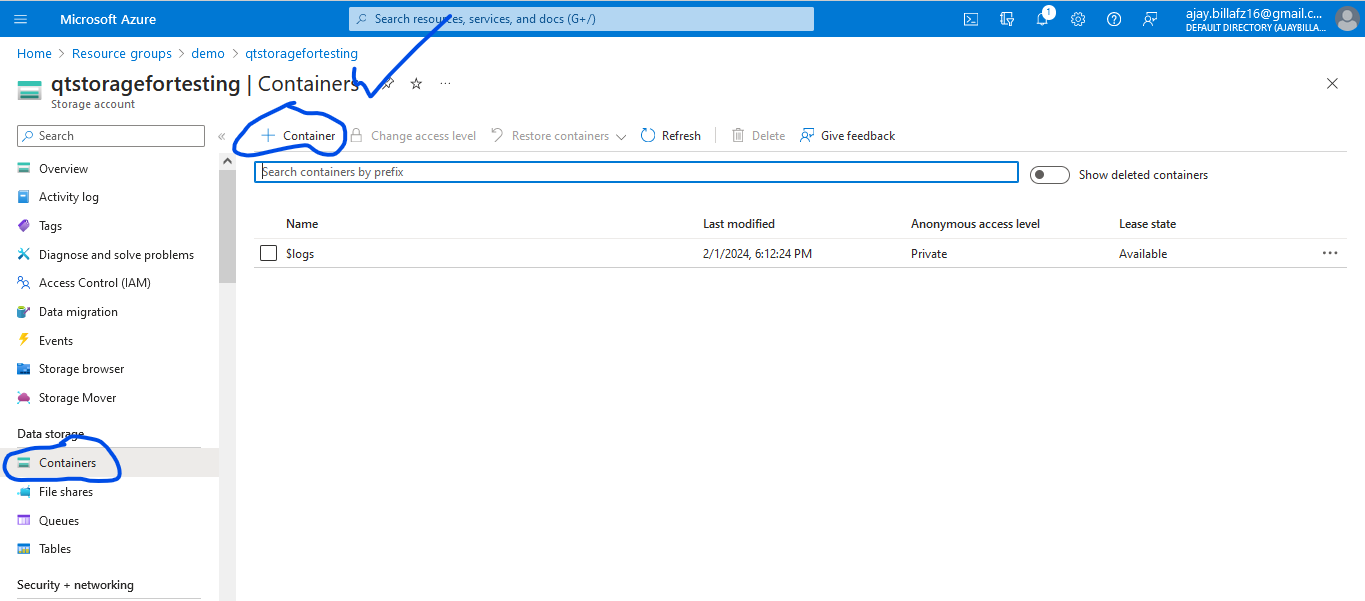 Microsoft Azure
Search resources, services, and docs (G+/)
1
ajay.billafz16@gmail.c...
DEFAULT DIRECTORY (AJAYBILLA...
Home > Resource groups > demo > qtstoragefortesting
qtstoragefortesting | Containers
...
Storage account
Search
«
+ Container
Change access level
Restore containers
Refresh
Delete
Give feedback
Search containers by prefix
Show deleted containers
Name Last modified Anonymous access level Lease state
$logs 2/1/2024, 6:12:24 PM Private Available ...
Overview
Activity log
Tags
Diagnose and solve problems
Access Control (IAM)
Data migration
Events
Storage browser
Storage Mover
Data storage
Containers
File shares
Queues
Tables
Security + networking